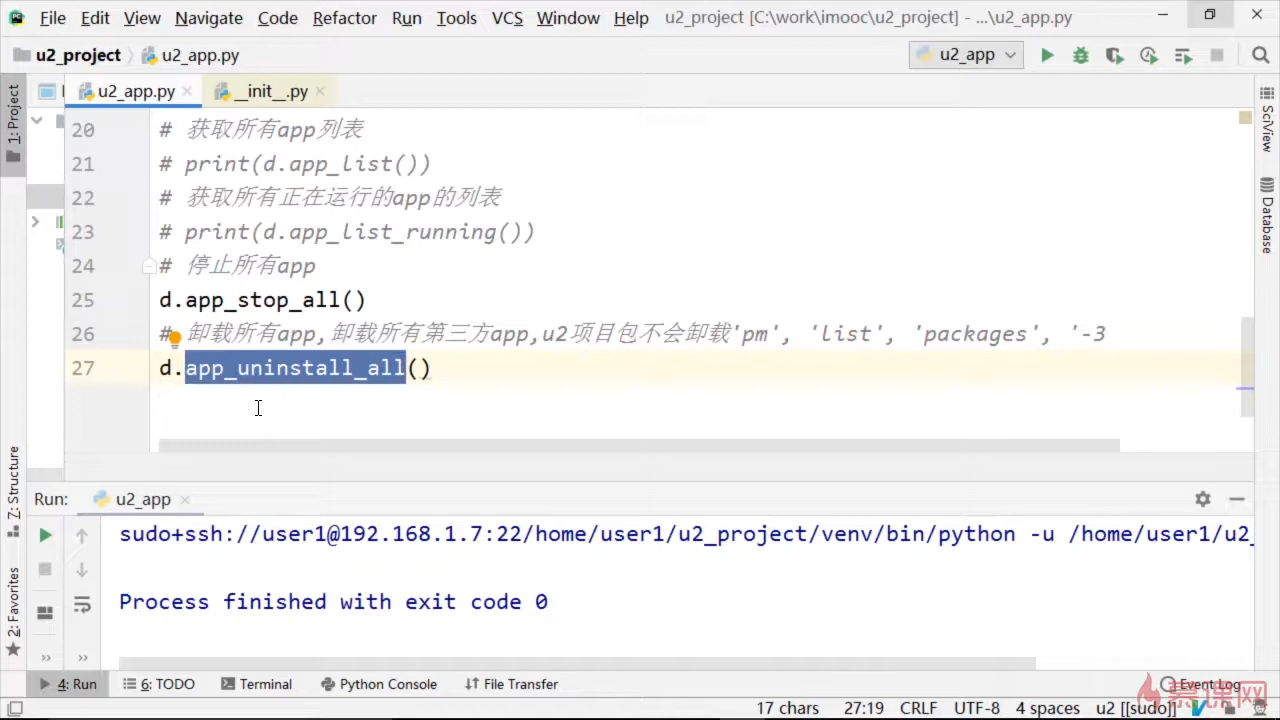 File Edit View Navigate Code Refactor Run Tools VCS Window Help u2_project [C:\work\imooc\u2_project] - ...\u2_app.py
u2_project u2_app.py u2_app
1: Project
u2_app.py __init__.py
20 # 获取所有app列表
21 # print(d.app_list())
22 # 获取所有正在运行的app的列表
23 # print(d.app_list_running())
24 # 停止所有app
25 d.app_stop_all()
26 # 卸载所有app,卸载所有第三方app,u2项目包不会卸载'pm', 'list', 'packages', '-3
27 d.app_uninstall_all()
SciView
Database
Z: Structure
2: Favorites
Run: u2_app
sudo+ssh://user1@192.168.1.7:22/home/user1/u2_project/venv/bin/python -u /home/user1/u2_
Process finished with exit code 0
4: Run 6: TODO Terminal Python Console File Transfer Event Log
17 chars 27:19 CRLF UTF-8 4 spaces u2 [[sudo]]
慕课网